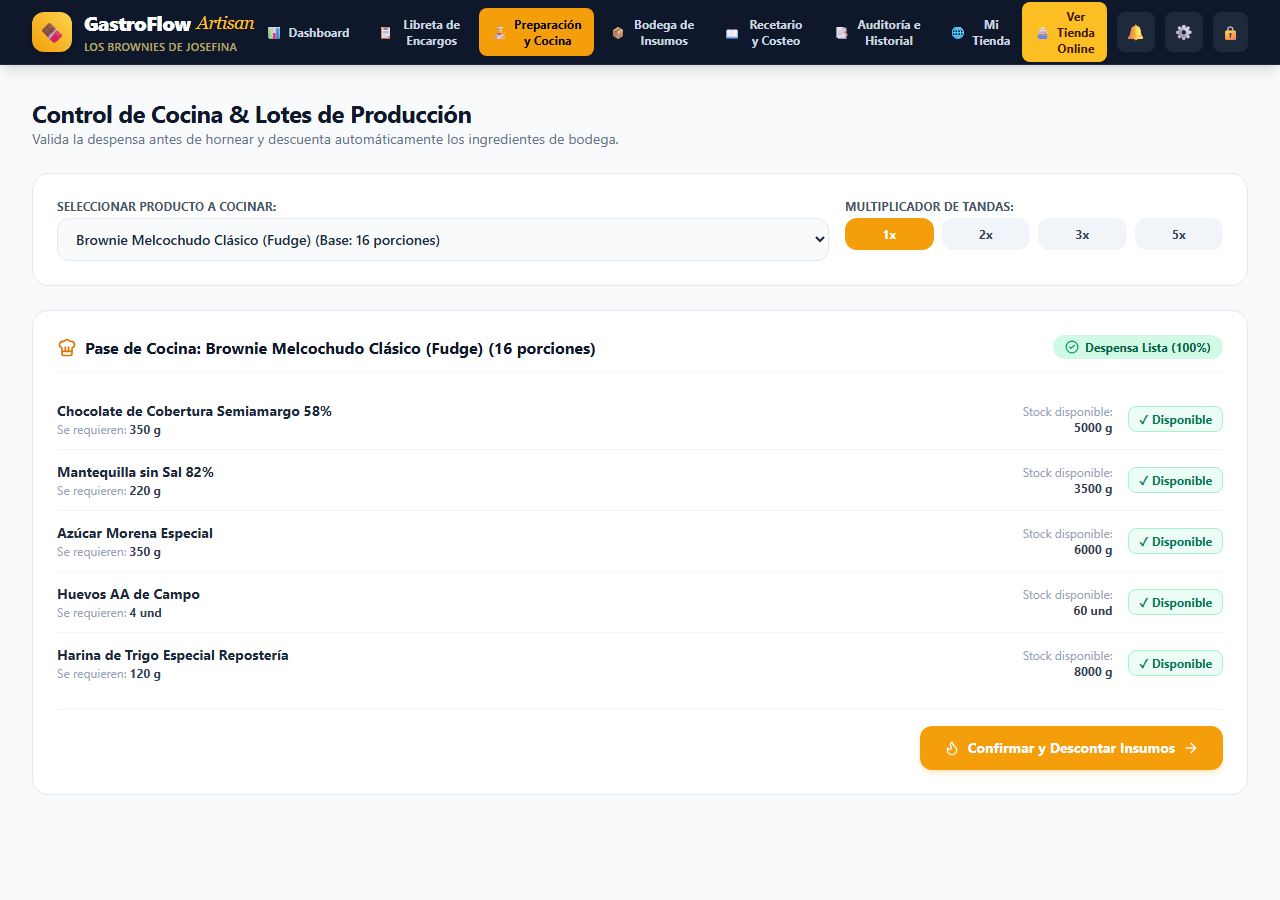 GastroFlow Artisan
LOS BROWNIES DE JOSEFINA
Dashboard
Libreta de
Encargos
Preparación
y Cocina
Bodega de
Insumos
Recetario
y Costeo
Auditoría e
Historial
Mi
Tienda
Ver
Tienda
Online
Control de Cocina & Lotes de Producción
Valida la despensa antes de hornear y descuenta automáticamente los ingredientes de bodega.
SELECCIONAR PRODUCTO A COCINAR:
Brownie Melcochudo Clásico (Fudge) (Base: 16 porciones)
MULTIPLICADOR DE TANDAS:
1x 2x 3x 5x
Pase de Cocina: Brownie Melcochudo Clásico (Fudge) (16 porciones)
Despensa Lista (100%)
Chocolate de Cobertura Semiamargo 58%
Se requieren: 350 g
Stock disponible:
5000 g
✓ Disponible
Mantequilla sin Sal 82%
Se requieren: 220 g
Stock disponible:
3500 g
✓ Disponible
Azúcar Morena Especial
Se requieren: 350 g
Stock disponible:
6000 g
✓ Disponible
Huevos AA de Campo
Se requieren: 4 und
Stock disponible:
60 und
✓ Disponible
Harina de Trigo Especial Repostería
Se requieren: 120 g
Stock disponible:
8000 g
✓ Disponible
Confirmar y Descontar Insumos →